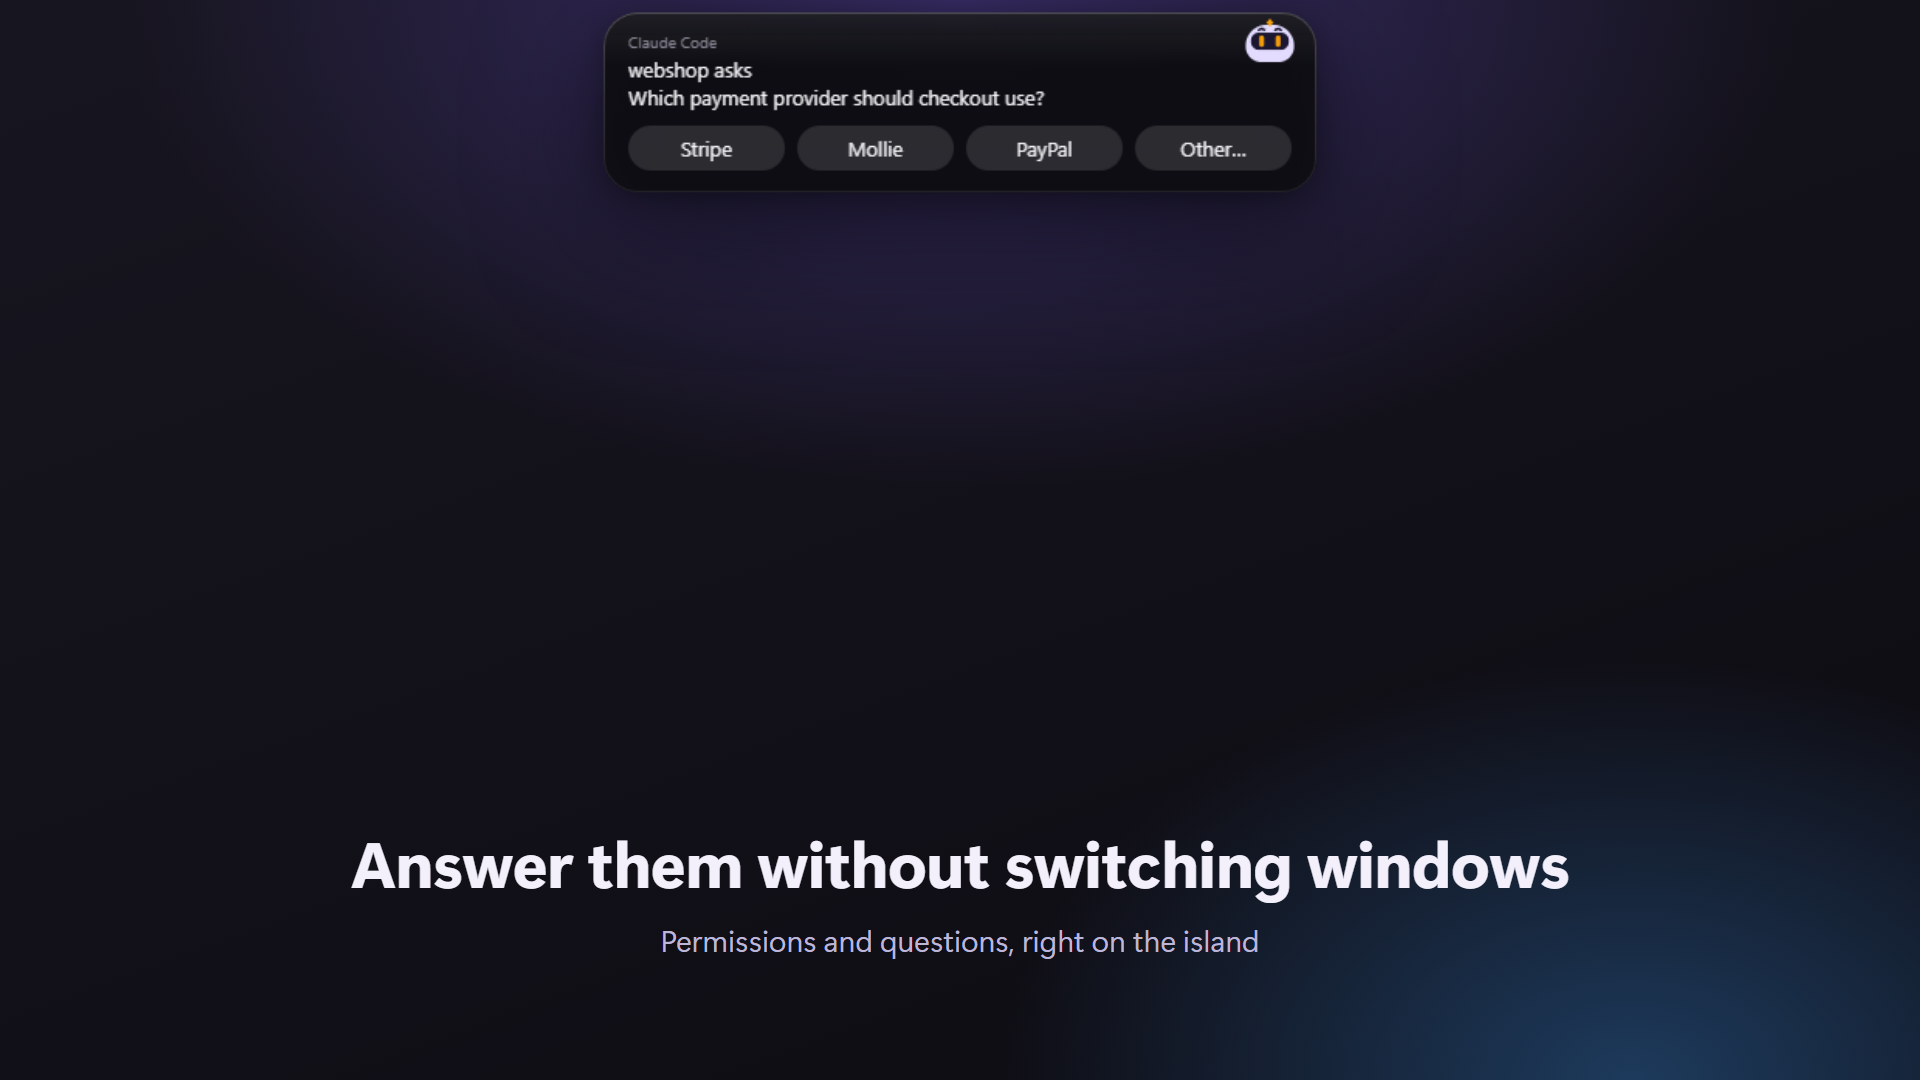 Claude Code
webshop asks
Which payment provider should checkout use?
Stripe Mollie PayPal Other...
Answer them without switching windows
Permissions and questions, right on the island